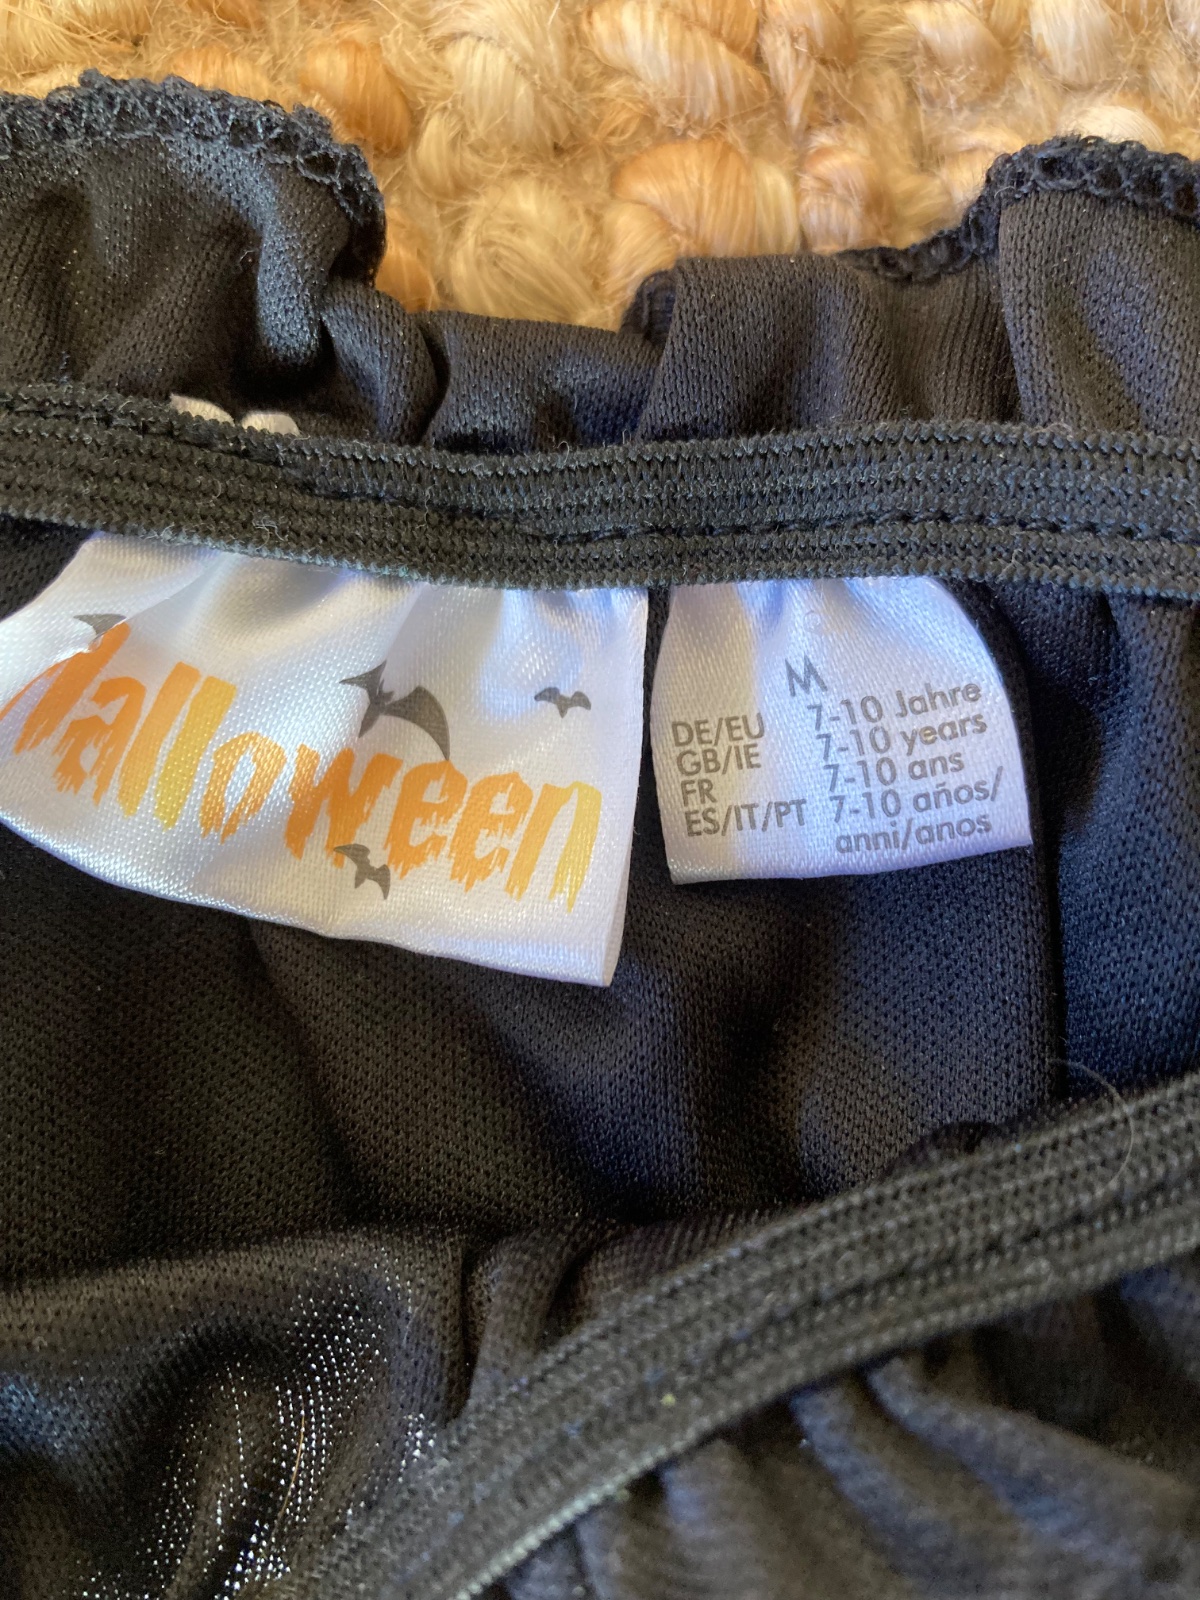 Halloween
M
DE/EU 7-10 Jahre
GB/IE 7-10 years
FR 7-10 ans
ES/IT/PT 7-10 años/
anni/anos